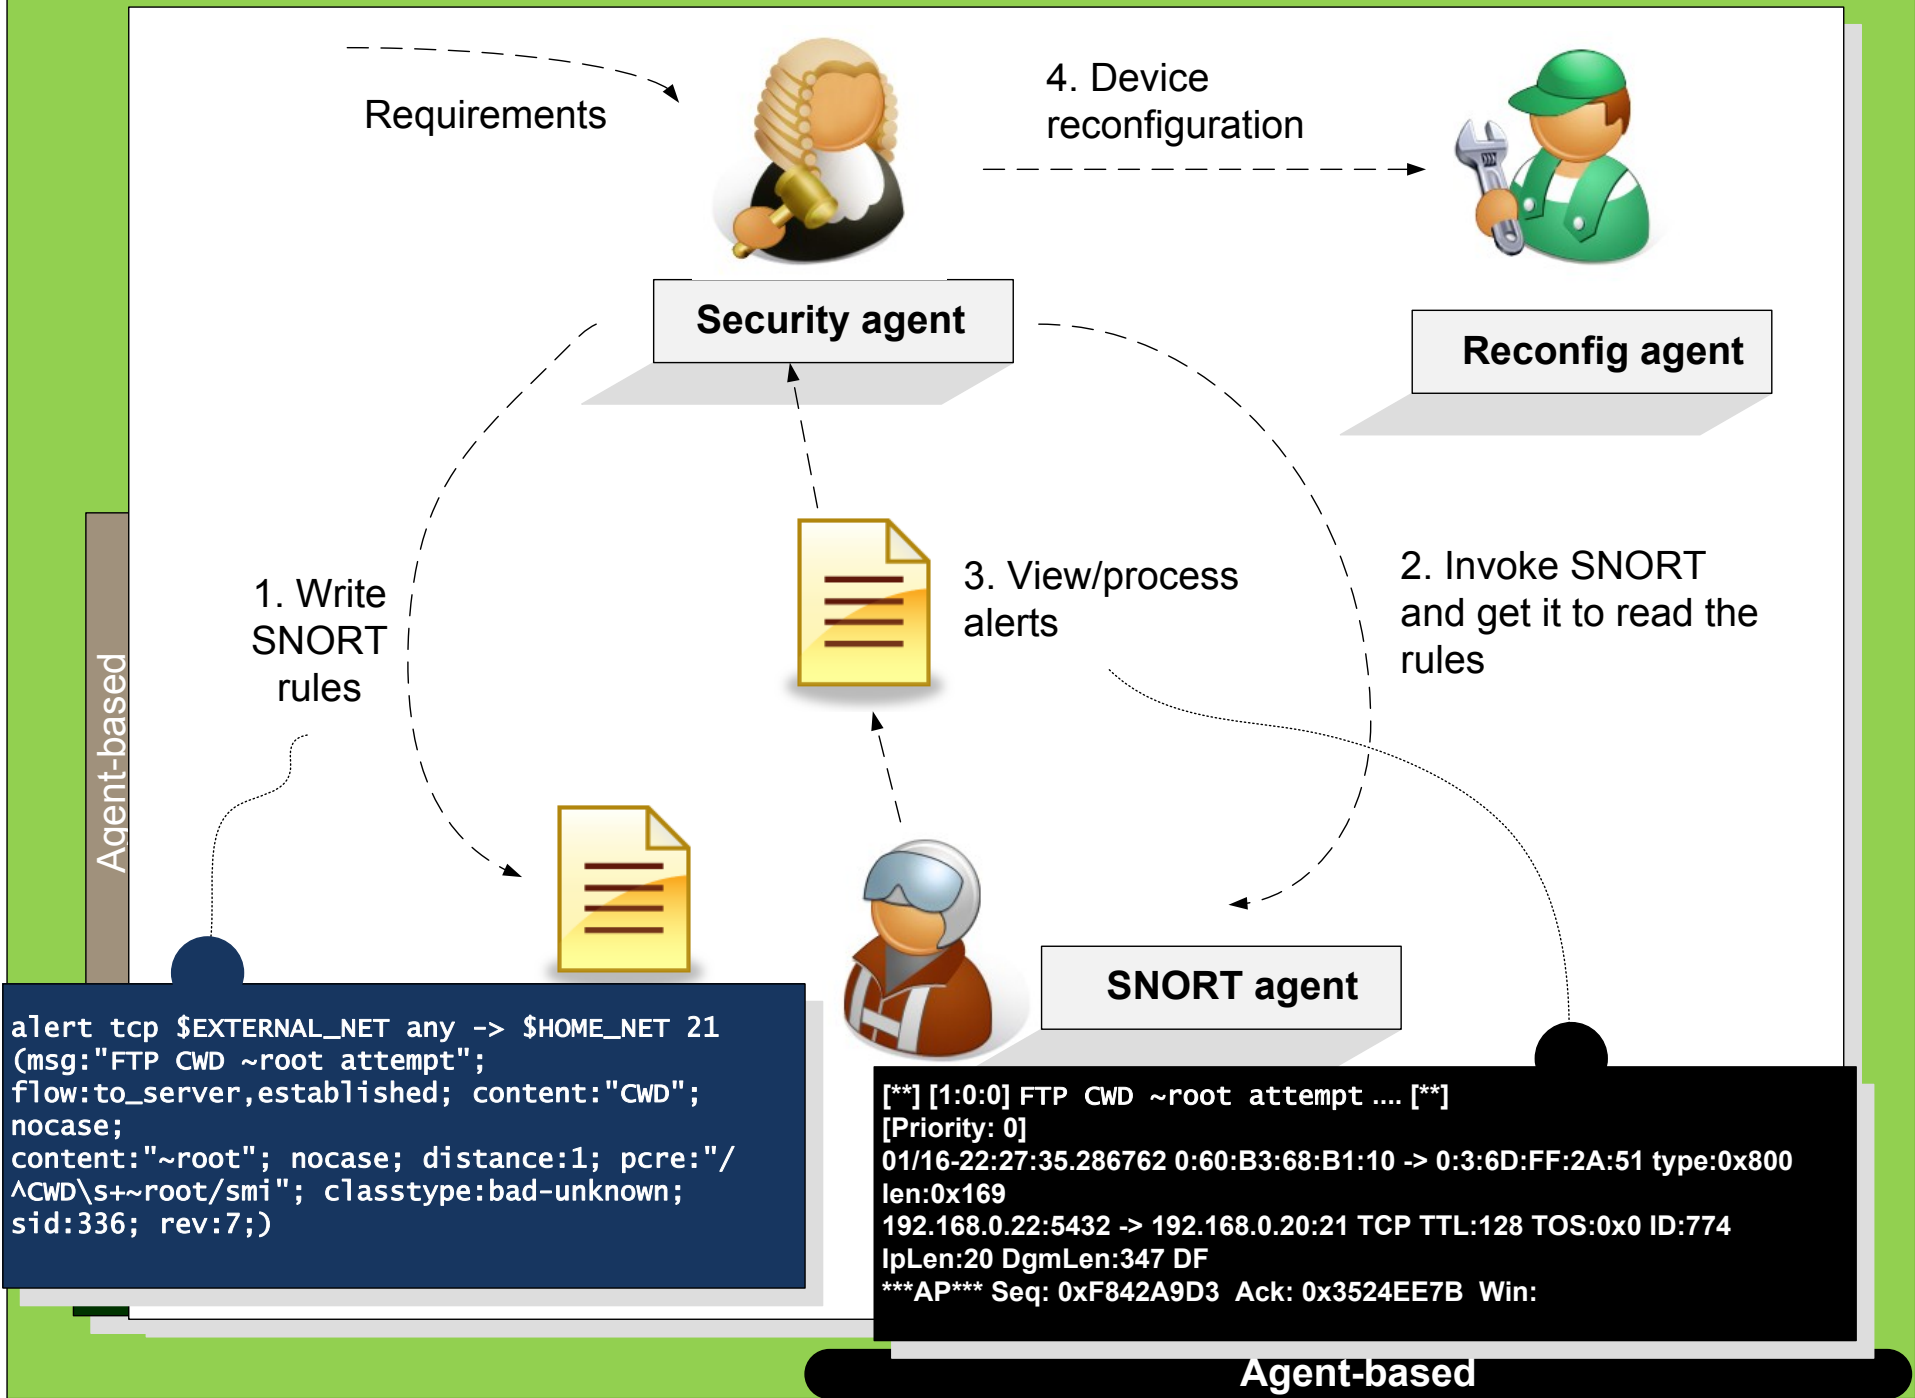 Requirements
4. Device
reconfiguration
Security agent
Reconfig agent
1. Write
SNORT
rules
3. View/process
alerts
2. Invoke SNORT
and get it to read the
rules
Agent-based
SNORT agent
alert tcp $EXTERNAL_NET any -> $HOME_NET 21
(msg:"FTP CWD ~root attempt";
flow:to_server,established; content:"CWD";
nocase;
content:"~root"; nocase; distance:1; pcre:"/
^CWD\s+~root/smi"; classtype:bad-unknown;
sid:336; rev:7;)
[**] [1:0:0] FTP CWD ~root attempt .... [**]
[Priority: 0]
01/16-22:27:35.286762 0:60:B3:68:B1:10 -> 0:3:6D:FF:2A:51 type:0x800
len:0x169
192.168.0.22:5432 -> 192.168.0.20:21 TCP TTL:128 TOS:0x0 ID:774
IpLen:20 DgmLen:347 DF
***AP*** Seq: 0xF842A9D3 Ack: 0x3524EE7B Win:
Agent-based